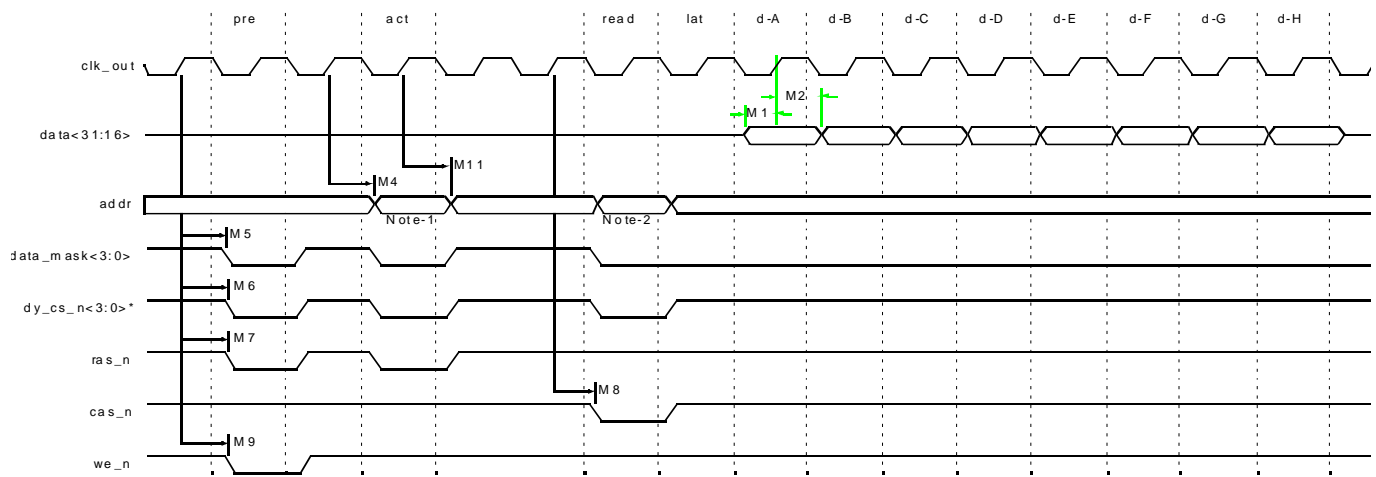 pre act read lat d-A d-B d-C d-D d-E d-F d-G d-H
clk_out
M2
M1
data<31:16>
M11
M4
addr
Note-1 Note-2
M5
data_mask<3:0>
M6
dy_cs_n<3:0>*
M7
ras_n
M8
cas_n
M9
we_n